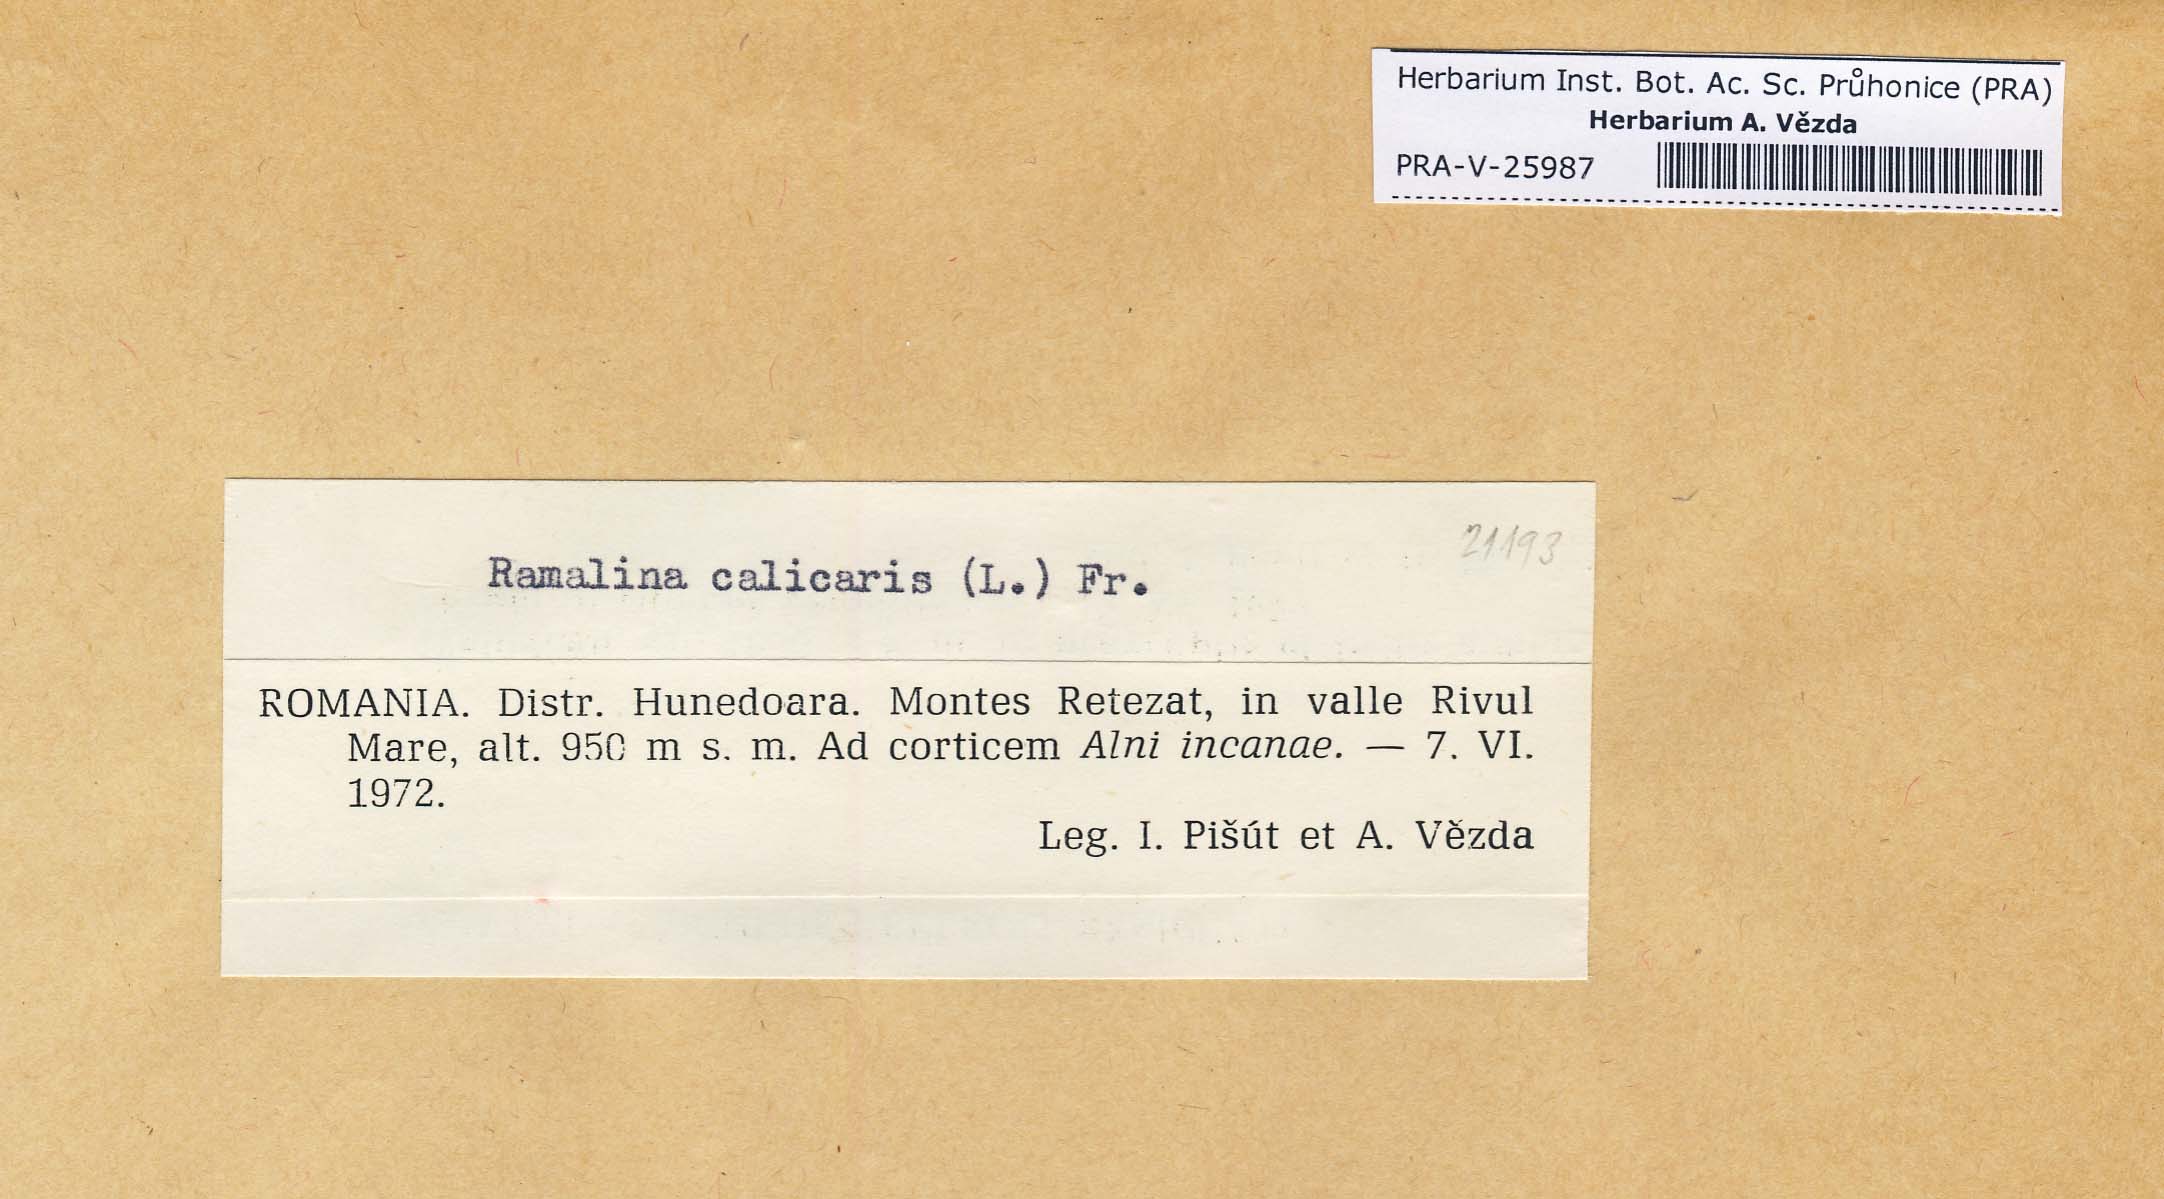 Herbarium Inst. Bot. Ac. Sc. Průhonice (PRA)
Herbarium A. Vězda
PRA-V-25987
21193
Ramalina calicaris (L.) Fr.
ROMANIA. Distr. Hunedoara. Montes Retezat, in valle Rivul
Mare, alt. 950 m s. m. Ad corticem Alni incanae. — 7. VI.
1972.
Leg. I. Pišút et A. Vězda